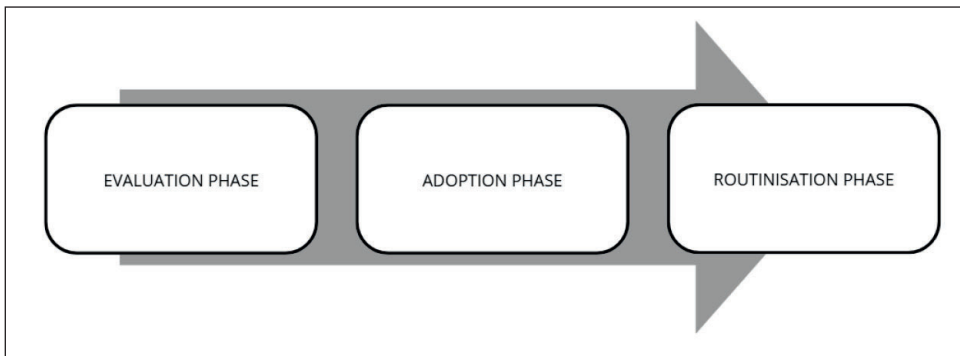 EVALUATION PHASE
ADOPTION PHASE
ROUTINISATION PHASE